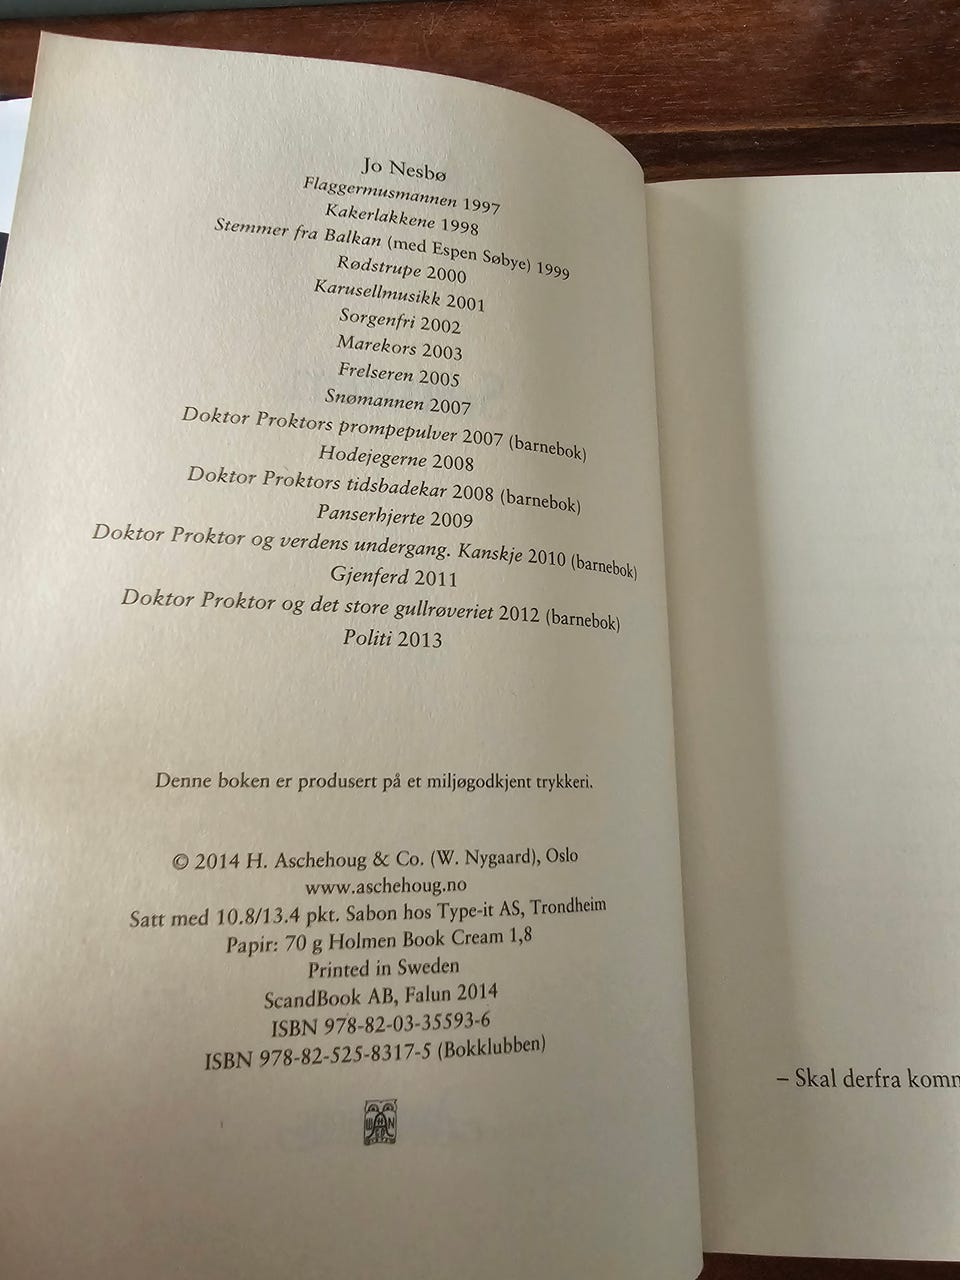 Jo Nesbø
Flaggermusmannen 1997
Kakerlakkene 1998
Stemmer fra Balkan (med Espen Søbye) 1999
Rødstrupe 2000
Karusellmusikk 2001
Sorgenfri 2002
Marekors 2003
Frelseren 2005
Snømannen 2007
Doktor Proktors prompepulver 2007 (barnebok)
Hodejegerne 2008
Doktor Proktors tidsbadekar 2008 (barnebok)
Panserhjerte 2009
Doktor Proktor og verdens undergang. Kanskje 2010 (barnebok)
Gjenferd 2011
Doktor Proktor og det store gullrøveriet 2012 (barnebok)
Politi 2013
Denne boken er produsert på et miljøgodkjent trykkeri.
© 2014 H. Aschehoug & Co. (W. Nygaard), Oslo
www.aschehoug.no
Satt med 10.8/13.4 pkt. Sabon hos Type-it AS, Trondheim
Papir: 70 g Holmen Book Cream 1,8
Printed in Sweden
ScandBook AB, Falun 2014
ISBN 978-82-03-35593-6
ISBN 978-82-525-8317-5 (Bokklubben)
– Skal derfra